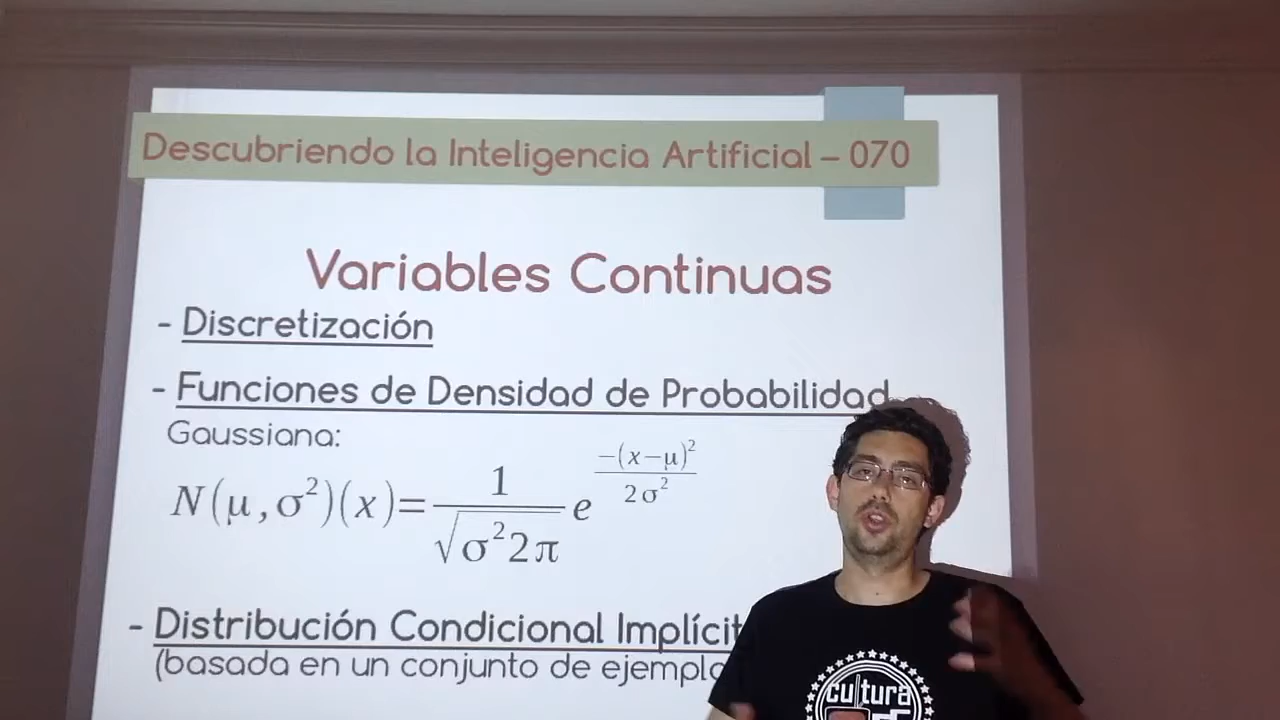 Descubriendo la Inteligencia Artificial – 070
Variables Continuas
- Discretización
- Funciones de Densidad de Probabilidad
Gaussiana:
N(μ,σ²)(x)=1/√(σ²2π) e^(−(x−μ)²/(2σ²))
- Distribución Condicional
(basada en un conjunto de
cultura